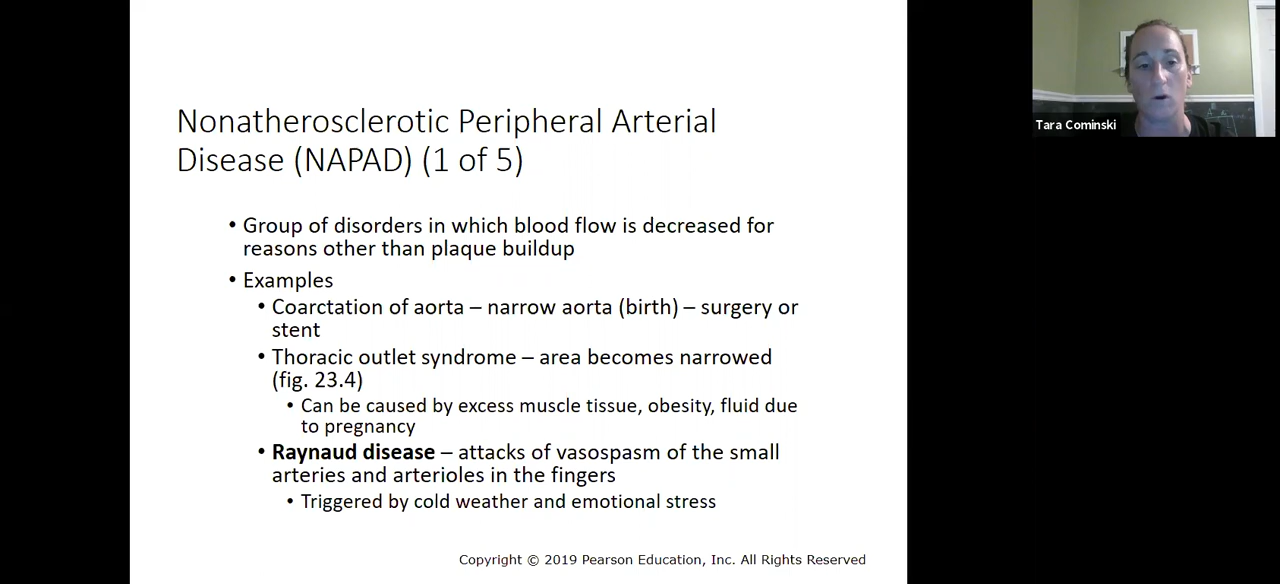 Nonatherosclerotic Peripheral Arterial
Disease (NAPAD) (1 of 5)
• Group of disorders in which blood flow is decreased for
reasons other than plaque buildup
• Examples
• Coarctation of aorta – narrow aorta (birth) – surgery or
stent
• Thoracic outlet syndrome – area becomes narrowed
(fig. 23.4)
• Can be caused by excess muscle tissue, obesity, fluid due
to pregnancy
• Raynaud disease – attacks of vasospasm of the small
arteries and arterioles in the fingers
• Triggered by cold weather and emotional stress
Copyright © 2019 Pearson Education, Inc. All Rights Reserved
Tara Cominski